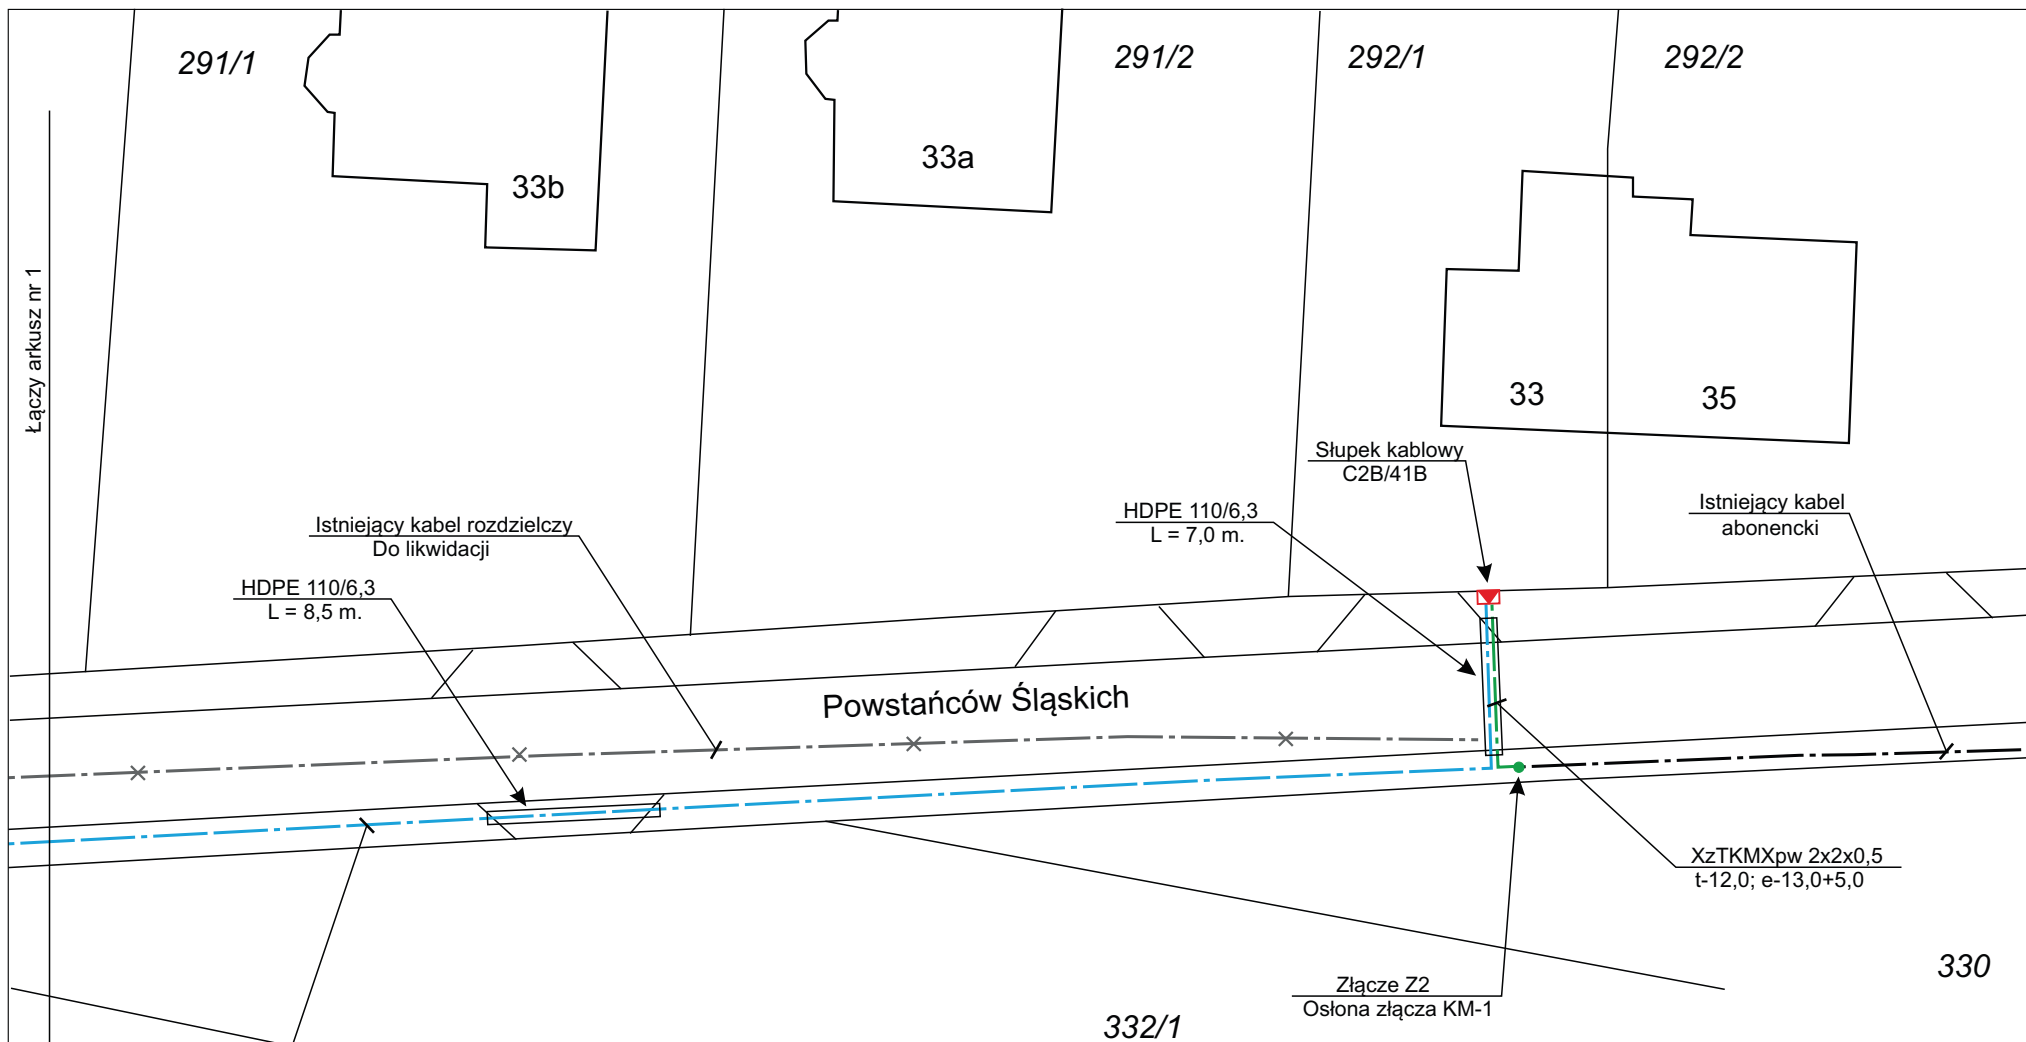 291/1
291/2
292/1
292/2
33b
33a
33
35
Łączy arkusz nr 1
Słupek kablowy
C2B/41B
Istniejący kabel
abonencki
HDPE 110/6,3
L = 7,0 m.
Istniejący kabel rozdzielczy
Do likwidacji
HDPE 110/6,3
L = 8,5 m.
Powstańców Śląskich
XzTKMXpw 2x2x0,5
t-12,0; e-13,0+5,0
Złącze Z2
Osłona złącza KM-1
330
332/1